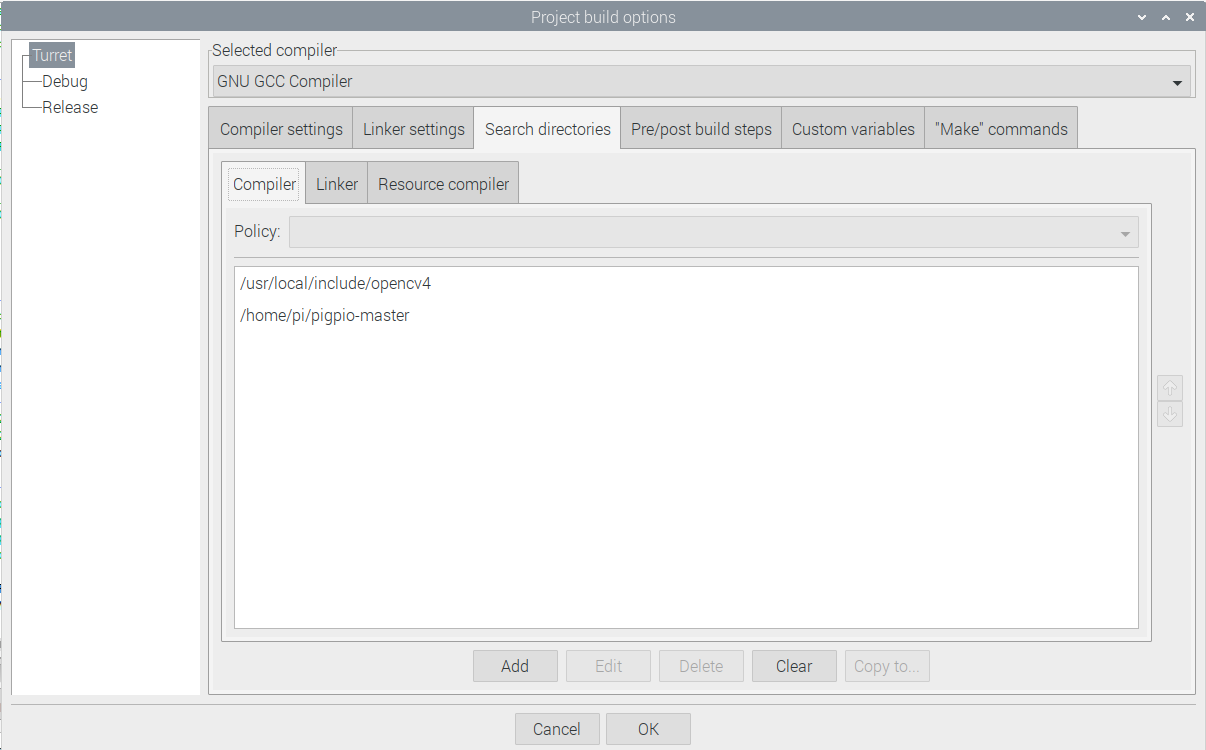 Project build options
Turret
Debug
Release
Selected compiler
GNU GCC Compiler
Compiler settings
Linker settings
Search directories
Pre/post build steps
Custom variables
"Make" commands
Compiler
Linker
Resource compiler
Policy:
/usr/local/include/opencv4
/home/pi/pigpio-master
Add
Edit
Delete
Clear
Copy to...
Cancel
OK